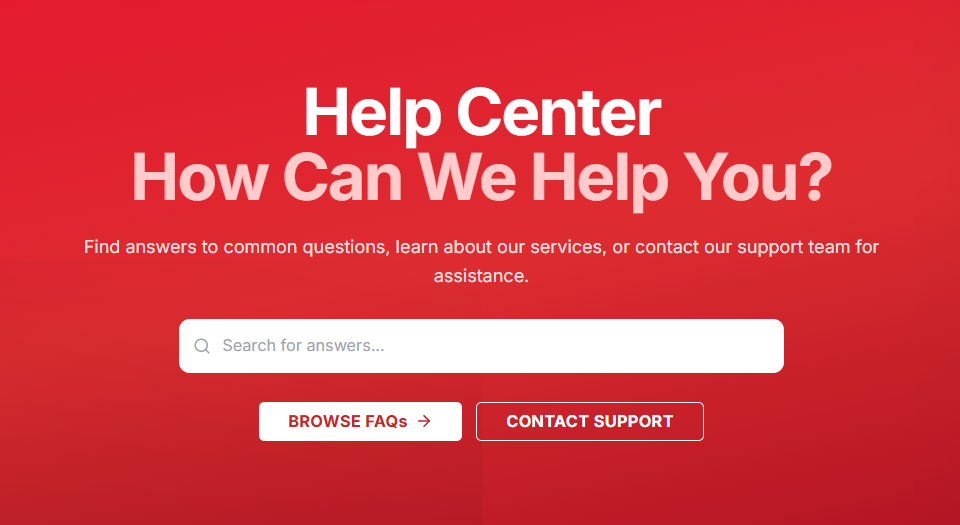 Help Center
How Can We Help You?
Find answers to common questions, learn about our services, or contact our support team for
assistance.
Search for answers...
BROWSE FAQs →
CONTACT SUPPORT